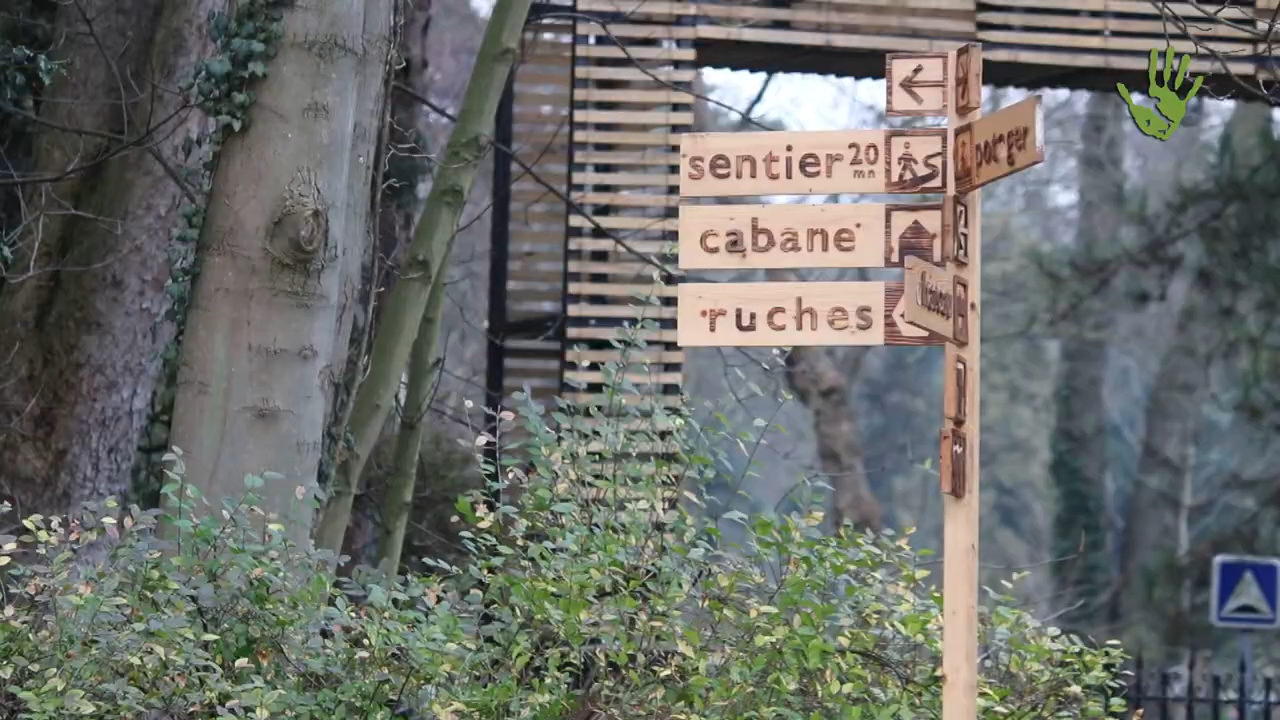 sentier 20 mn
potager
cabane
ruches